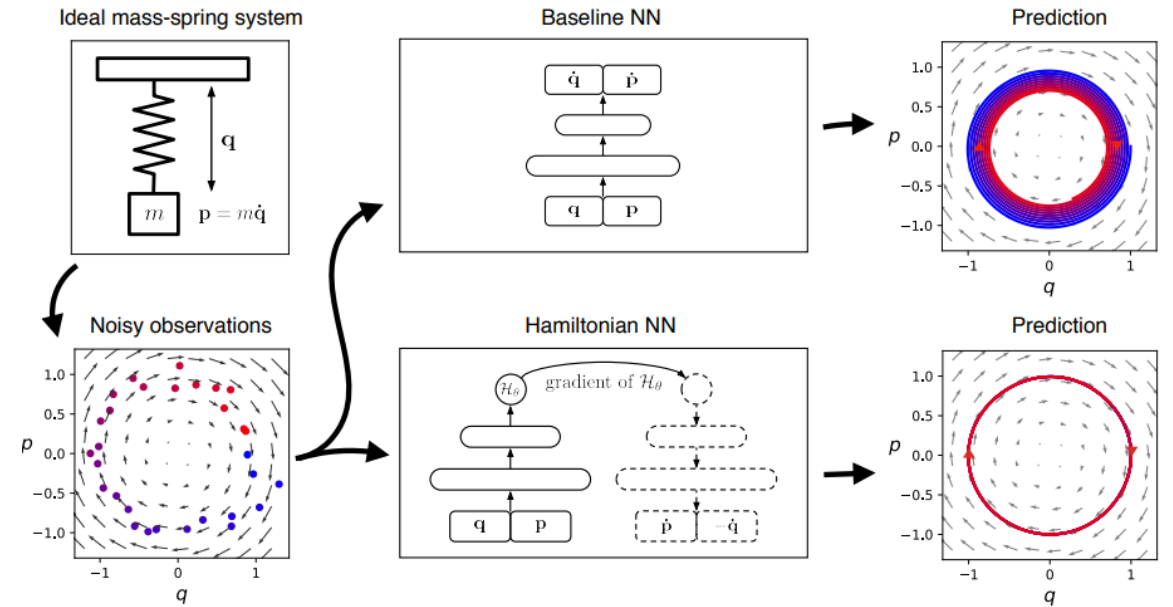 Ideal mass-spring system
q
m
p = mq̇
Baseline NN
q̇ ṗ
q p
Prediction
p
1.0
0.5
0.0
−0.5
−1.0
−1 0 1
q
Noisy observations
p
1.0
0.5
0.0
−0.5
−1.0
−1 0 1
q
Hamiltonian NN
ℋθ
gradient of ℋθ
q p
ṗ −q̇
Prediction
p
1.0
0.5
0.0
−0.5
−1.0
−1 0 1
q